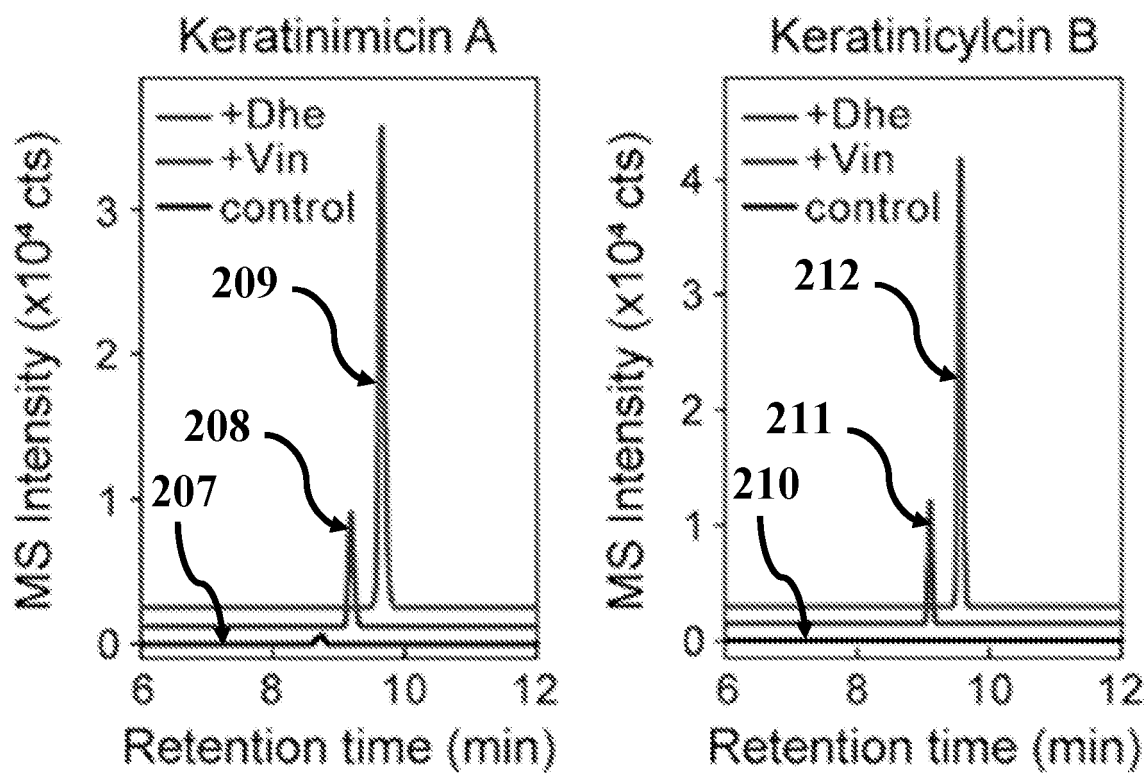 Keratinimicin A
MS Intensity (x10⁴ cts)
+Dhe
+Vin
control
3
2
1
0
209
208
207
6 8 10 12
Retention time (min)
Keratinicylcin B
MS Intensity (x10⁴ cts)
+Dhe
+Vin
control
4
3
2
1
0
212
211
210
6 8 10 12
Retention time (min)